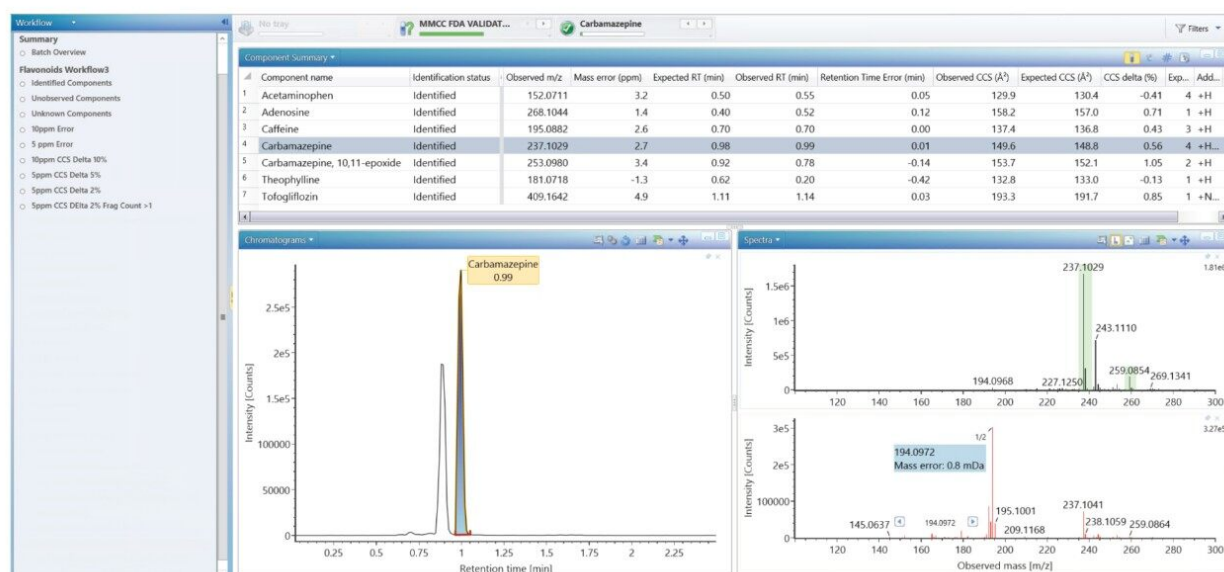 Workflow
Summary
Batch Overview
Flavonoids Workflow3
Identified Components
Unobserved Components
Unknown Components
10ppm Error
5 ppm Error
10ppm CCS Delta 10%
5ppm CCS Delta 5%
5ppm CCS Delta 2%
5ppm CCS DElta 2% Frag Count >1
No tray
MMCC FDA VALIDAT...
Carbamazepine
Filters
Component Summary
Component name Identification status Observed m/z Mass error (ppm) Expected RT (min) Observed RT (min) Retention Time Error (min) Observed CCS (Å²) Expected CCS (Å²) CCS delta (%) Exp... Add...
1 Acetaminophen Identified 152.0711 3.2 0.50 0.55 0.05 129.9 130.4 -0.41 4 +H
2 Adenosine Identified 268.1044 1.4 0.40 0.52 0.12 158.2 157.0 0.71 1 +H
3 Caffeine Identified 195.0882 2.6 0.70 0.70 0.00 137.4 136.8 0.43 3 +H
4 Carbamazepine Identified 237.1029 2.7 0.98 0.99 0.01 149.6 148.8 0.56 4 +H...
5 Carbamazepine, 10,11-epoxide Identified 253.0980 3.4 0.92 0.78 -0.14 153.7 152.1 1.05 2 +H
6 Theophylline Identified 181.0718 -1.3 0.62 0.20 -0.42 132.8 133.0 -0.13 1 +H
7 Tofogliflozin Identified 409.1642 4.9 1.11 1.14 0.03 193.3 191.7 0.85 1 +N...
Chromatograms
Carbamazepine
0.99
Intensity [Counts]
2.5e5
2e5
1.5e5
100000
50000
0
0.25 0.5 0.75 1 1.25 1.5 1.75 2 2.25
Retention time [min]
Spectra
237.1029
1.81e6
Intensity [Counts]
1.5e6
1e6
5e5
0
243.1110
194.0968
227.1250
259.0854
269.1341
120 140 160 180 200 220 240 260 280 300
3.27e5
Intensity [Counts]
3e5
2e5
100000
0
1/2
194.0972
Mass error: 0.8 mDa
145.0637
194.0972
195.1001
209.1168
237.1041
238.1059
259.0864
120 140 160 180 200 220 240 260 280 300
Observed mass [m/z]